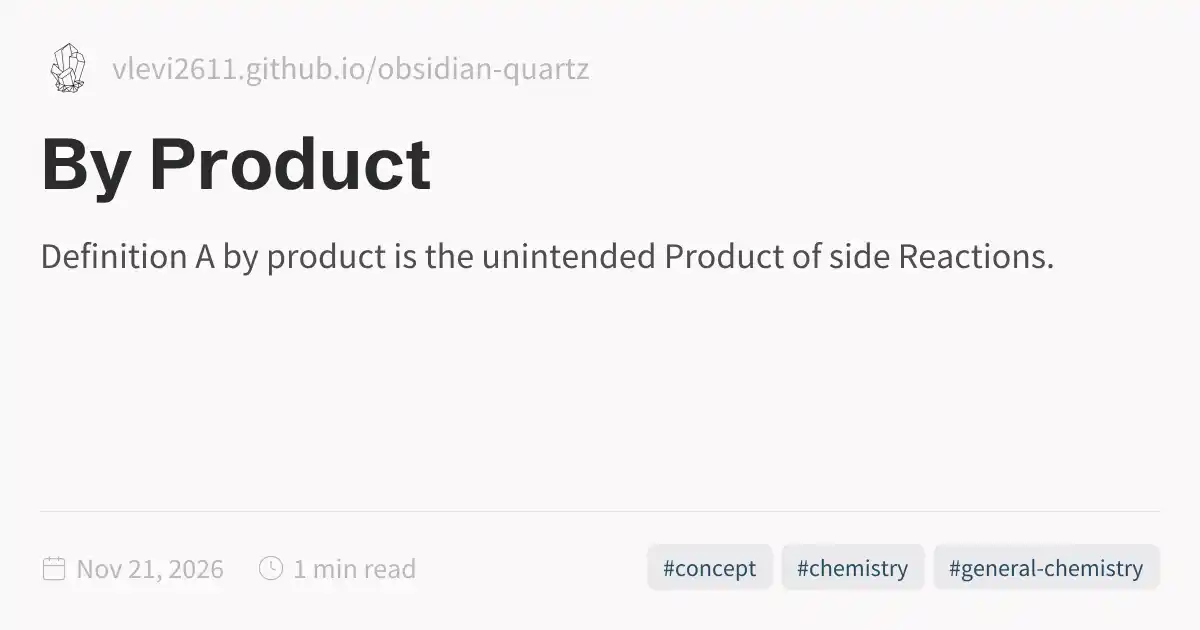 vlevi2611.github.io/obsidian-quartz
By Product
Definition A by product is the unintended Product of side Reactions.
Nov 21, 2026 1 min read #concept #chemistry #general-chemistry